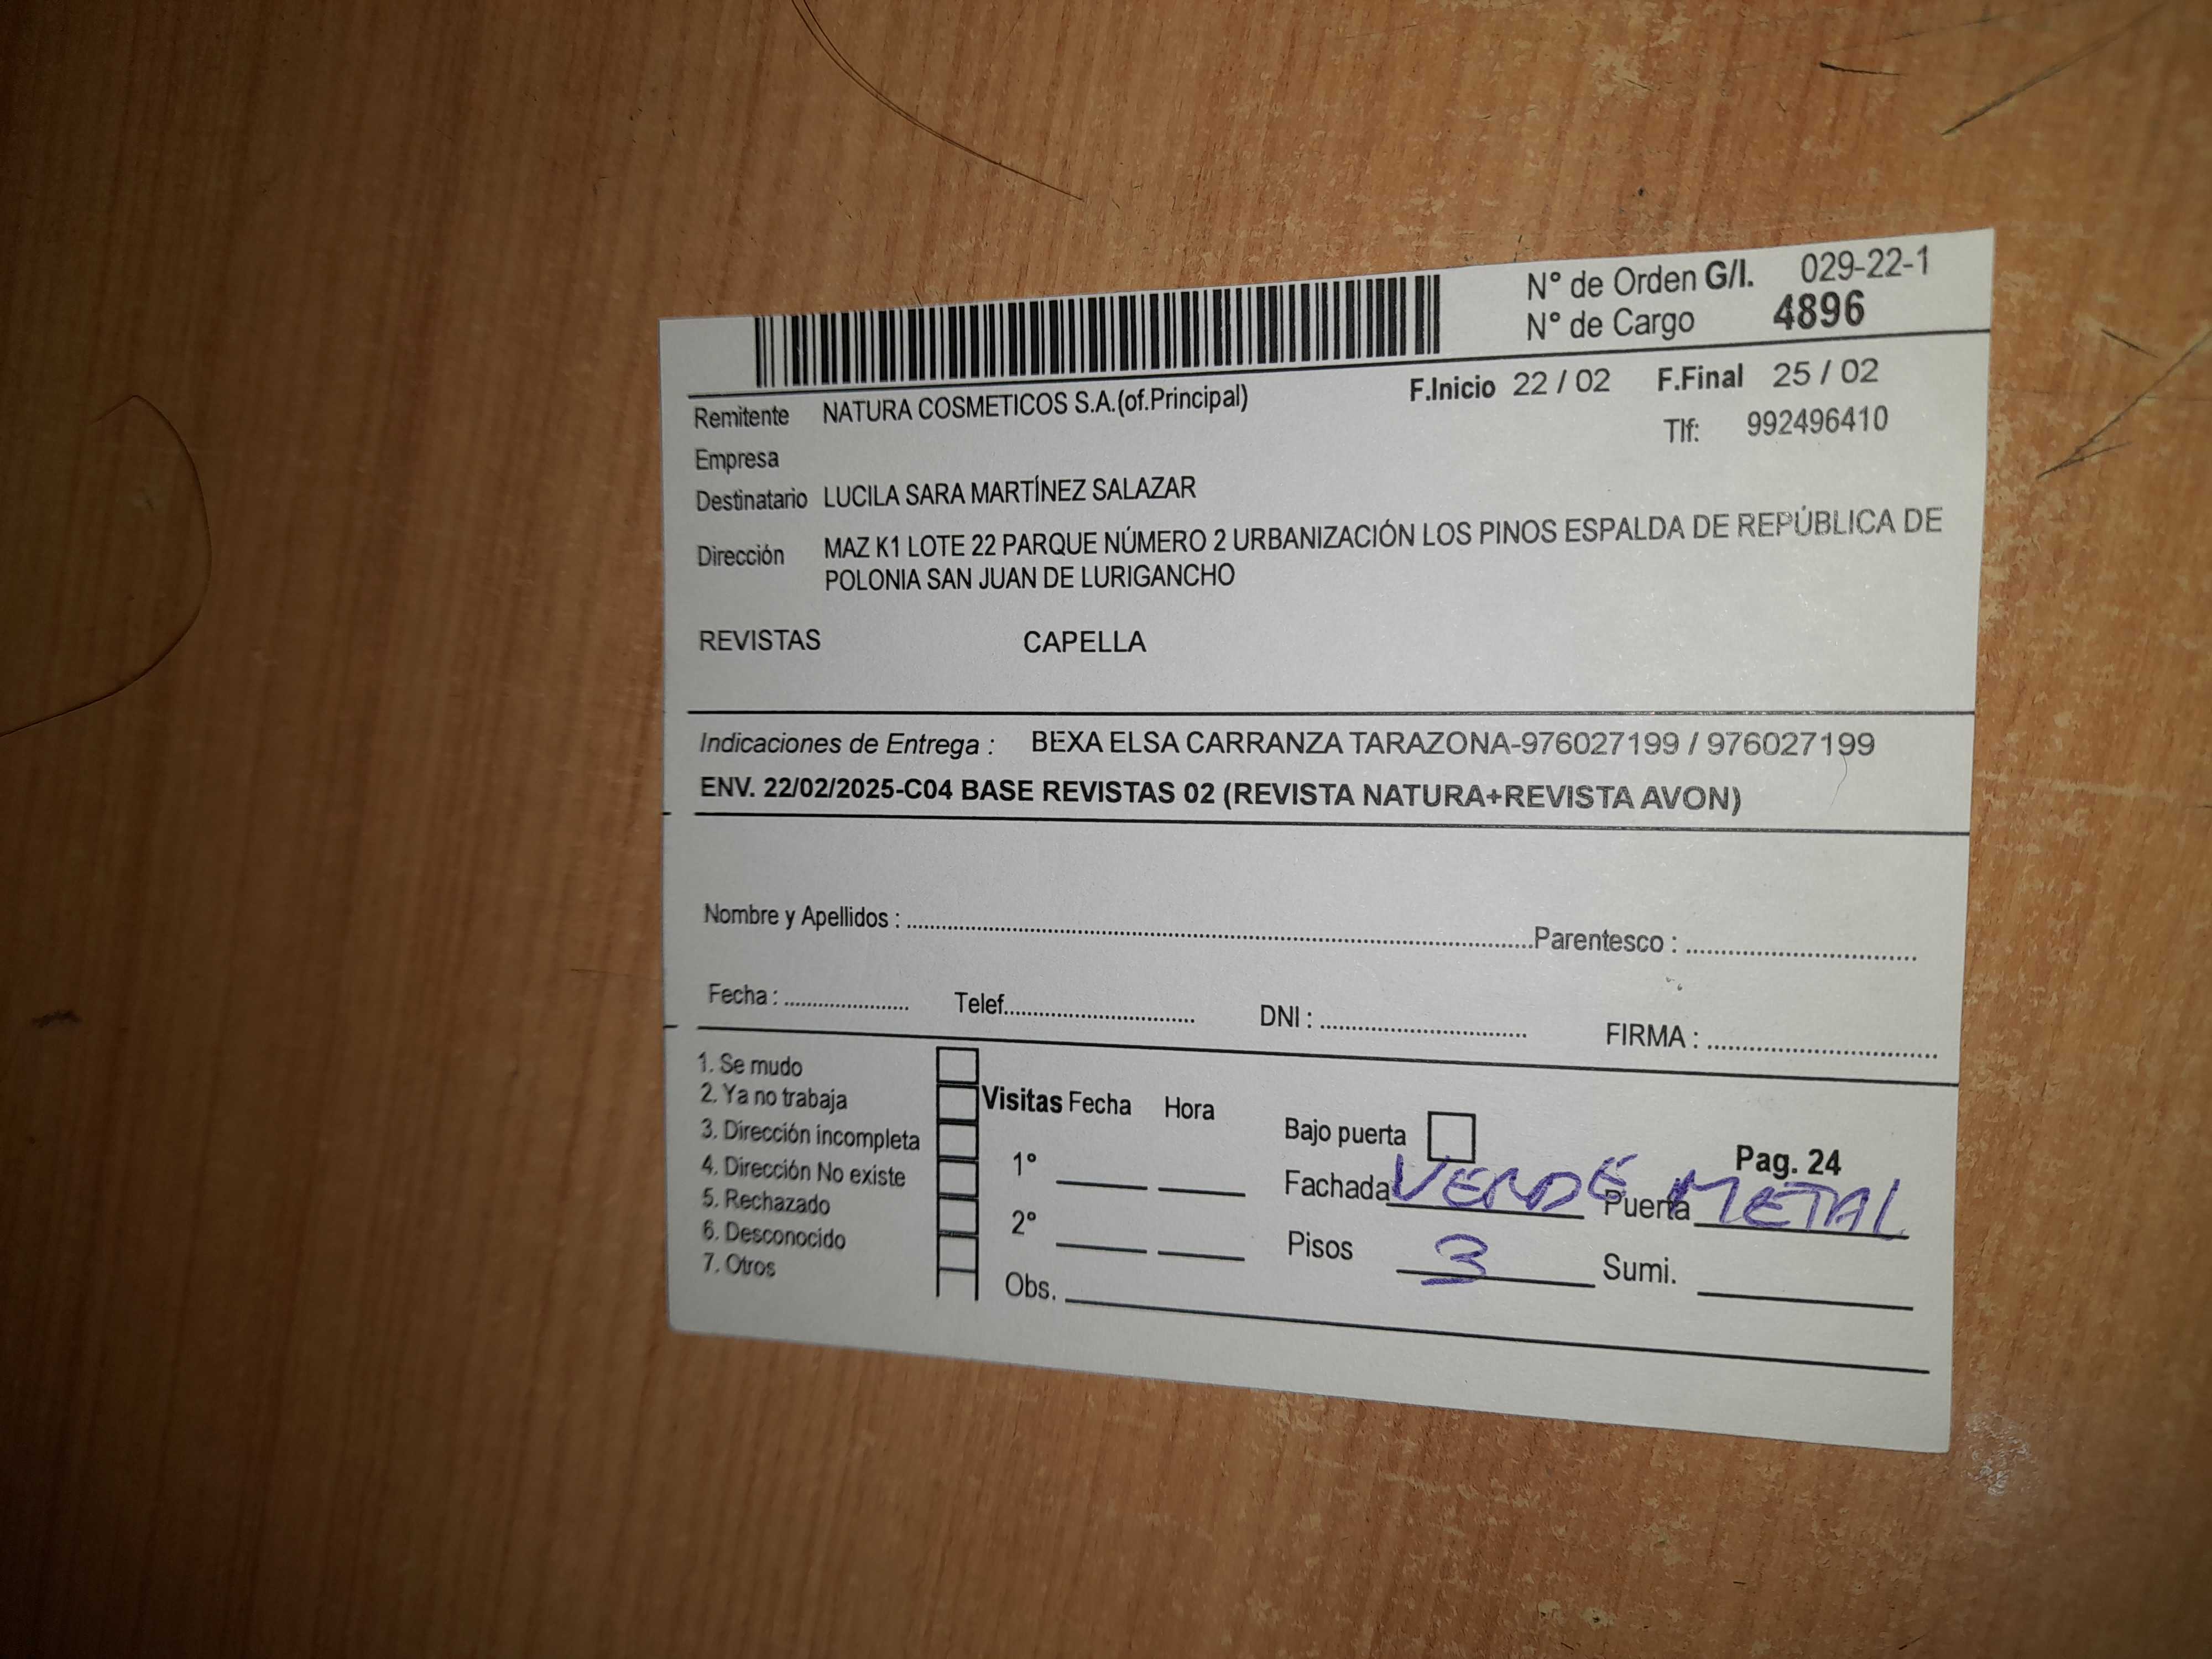 N° de Orden G/I. 029-22-1
N° de Cargo 4896
F.Inicio 22 / 02 F.Final 25 / 02
Remitente NATURA COSMETICOS S.A.(of.Principal)
Tlf: 992496410
Empresa
Destinatario LUCILA SARA MARTÍNEZ SALAZAR
Dirección MAZ K1 LOTE 22 PARQUE NÚMERO 2 URBANIZACIÓN LOS PINOS ESPALDA DE REPÚBLICA DE
POLONIA SAN JUAN DE LURIGANCHO
REVISTAS CAPELLA
Indicaciones de Entrega : BEXA ELSA CARRANZA TARAZONA-976027199 / 976027199
ENV. 22/02/2025-C04 BASE REVISTAS 02 (REVISTA NATURA+REVISTA AVON)
Nombre y Apellidos : Parentesco :
Fecha : Telef. DNI : FIRMA :
1. Se mudo
2. Ya no trabaja
3. Dirección incompleta
4. Dirección No existe
5. Rechazado
6. Desconocido
7. Otros
Visitas Fecha Hora
1°
2°
Obs.
Bajo puerta
Pag. 24
Fachada VERDE Puerta METAL
Pisos 3 Sumi.